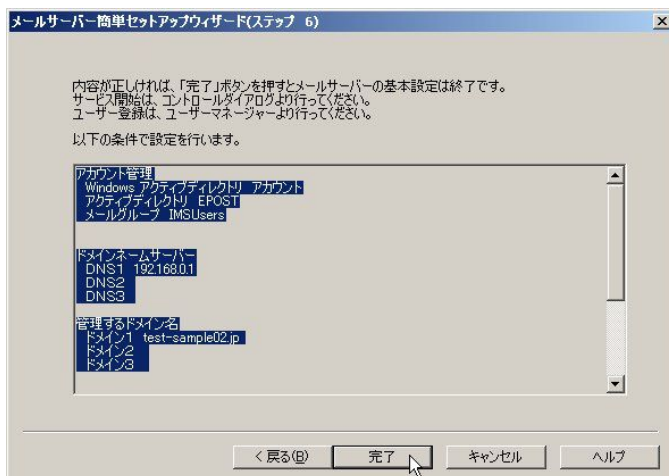 メールサーバー簡単セットアップウィザード(ステップ 6)
内容が正しければ、「完了」ボタンを押すとメールサーバーの基本設定は終了です。
サービス開始は、コントロールダイアログより行ってください。
ユーザー登録は、ユーザーマネージャーより行ってください。
以下の条件で設定を行います。
アカウント管理
Windows アクティブディレクトリ アカウント
アクティブディレクトリ EPOST
メールグループ IMSUsers
ドメインネームサーバー
DNS1 192.168.0.1
DNS2
DNS3
管理するドメイン名
ドメイン1 test-sample02.jp
ドメイン2
ドメイン3
< 戻る(B)
完了
キャンセル
ヘルプ